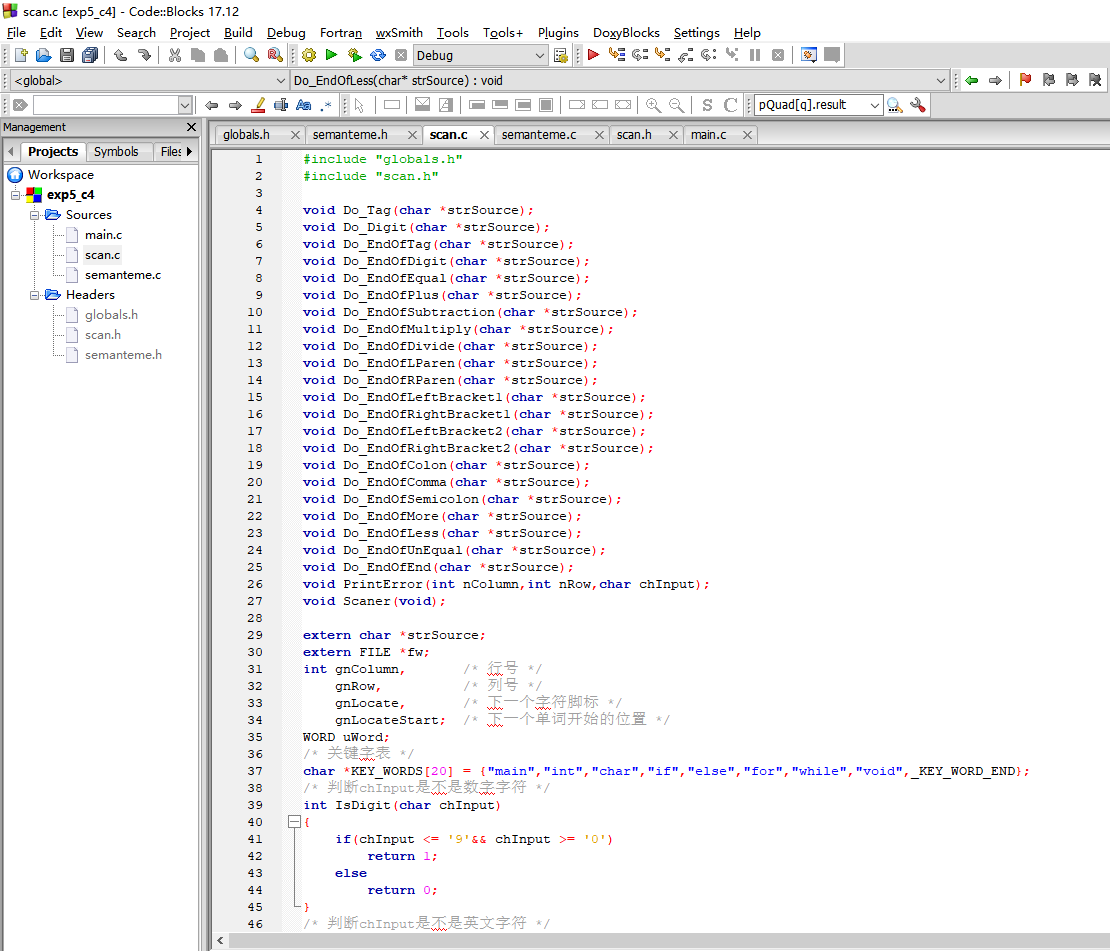 scan.c [exp5_c4] - Code::Blocks 17.12
File Edit View Search Project Build Debug Fortran wxSmith Tools Tools+ Plugins DoxyBlocks Settings Help
Debug
<global> Do_EndOfLess(char* strSource) : void
pQuad[q].result
Management
Projects Symbols Files
globals.h semanteme.h scan.c semanteme.c scan.h main.c
Workspace
exp5_c4
Sources
main.c
scan.c
semanteme.c
Headers
globals.h
scan.h
semanteme.h
1 #include "globals.h"
2 #include "scan.h"
3
4 void Do_Tag(char *strSource);
5 void Do_Digit(char *strSource);
6 void Do_EndOfTag(char *strSource);
7 void Do_EndOfDigit(char *strSource);
8 void Do_EndOfEqual(char *strSource);
9 void Do_EndOfPlus(char *strSource);
10 void Do_EndOfSubtraction(char *strSource);
11 void Do_EndOfMultiply(char *strSource);
12 void Do_EndOfDivide(char *strSource);
13 void Do_EndOfLParen(char *strSource);
14 void Do_EndOfRParen(char *strSource);
15 void Do_EndOfLeftBracket1(char *strSource);
16 void Do_EndOfRightBracket1(char *strSource);
17 void Do_EndOfLeftBracket2(char *strSource);
18 void Do_EndOfRightBracket2(char *strSource);
19 void Do_EndOfColon(char *strSource);
20 void Do_EndOfComma(char *strSource);
21 void Do_EndOfSemicolon(char *strSource);
22 void Do_EndOfMore(char *strSource);
23 void Do_EndOfLess(char *strSource);
24 void Do_EndOfUnEqual(char *strSource);
25 void Do_EndOfEnd(char *strSource);
26 void PrintError(int nColumn,int nRow,char chInput);
27 void Scaner(void);
28
29 extern char *strSource;
30 extern FILE *fw;
31 int gnColumn, /* 行号 */
32 gnRow, /* 列号 */
33 gnLocate, /* 下一个字符脚标 */
34 gnLocateStart; /* 下一个单词开始的位置 */
35 WORD uWord;
36 /* 关键字表 */
37 char *KEY_WORDS[20] = {"main","int","char","if","else","for","while","void",_KEY_WORD_END};
38 /* 判断chInput是不是数字字符 */
39 int IsDigit(char chInput)
40 {
41 if(chInput <= '9'&& chInput >= '0')
42 return 1;
43 else
44 return 0;
45 }
46 /* 判断chInput是不是英文字符 */